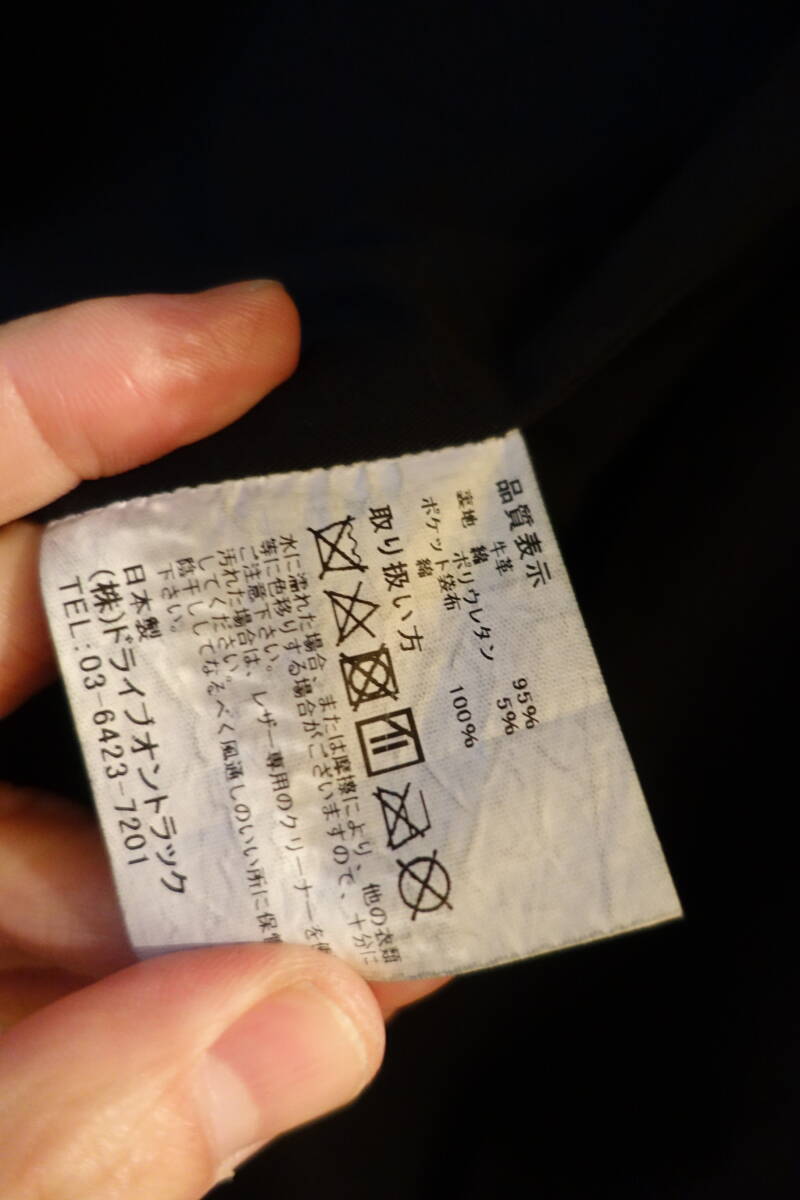 品質表示
牛革
裏地 綿 95%
ポリウレタン 5%
ポケット袋布
綿 100%
取り扱い方
水に濡れた場合、または摩擦により、他の衣類
等に色移りする場合がございますので、十分に
ご注意下さい。
汚れた場合は、レザー専用のクリーナーを使
してください。
陰干ししてなるべく風通しのいい所に保管
下さい。
日本製
(株)ドライブオントラック
TEL:03-6423-7201